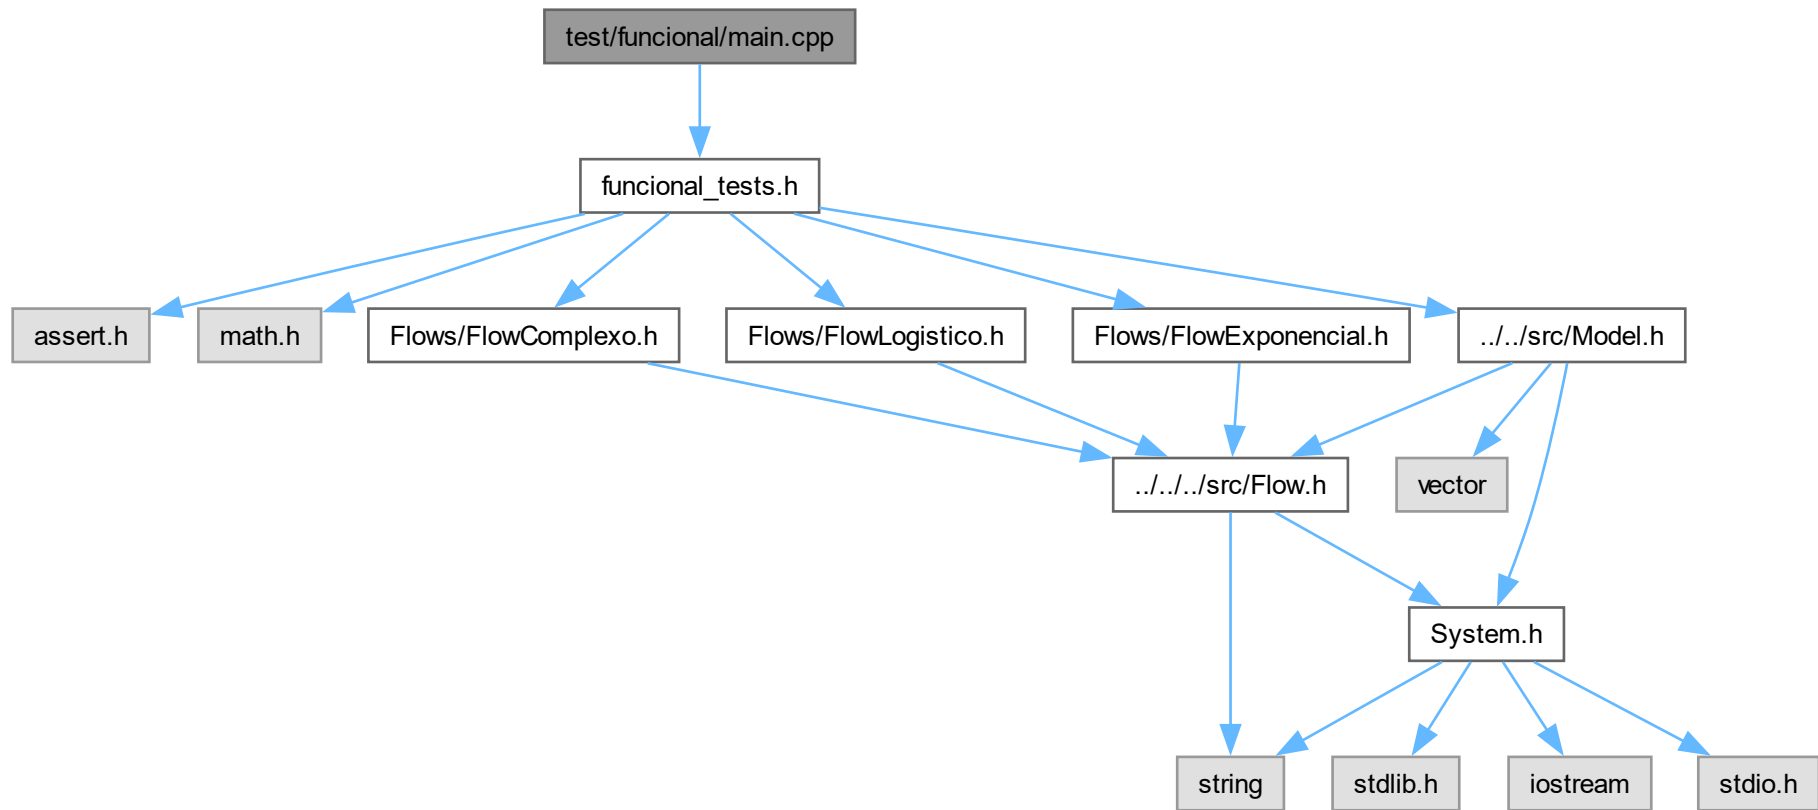 test/funcional/main.cpp
funcional_tests.h
assert.h
math.h
Flows/FlowComplexo.h
Flows/FlowLogistico.h
Flows/FlowExponencial.h
../../src/Model.h
../../../src/Flow.h
vector
System.h
string
stdlib.h
iostream
stdio.h